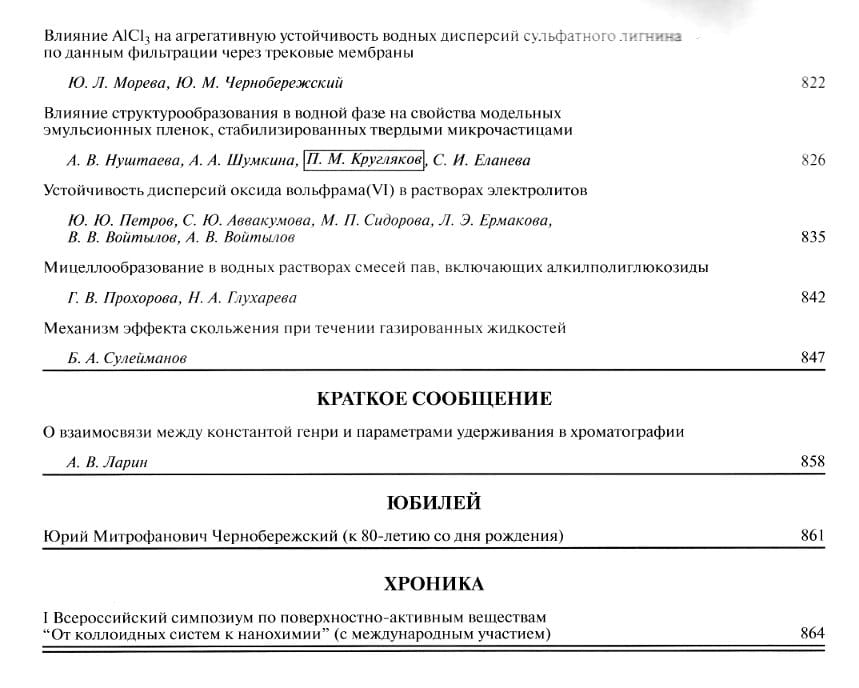 Влияние AlCl3 на агрегативную устойчивость водных дисперсий сульфатного лигнина
по данным фильтрации через трековые мембраны
Ю. Л. Морева, Ю. М. Чернобережский 822
Влияние структурообразования в водной фазе на свойства модельных
эмульсионных пленок, стабилизированных твердыми микрочастицами
А. В. Нуштаева, А. А. Шумкина, П. М. Кругляков, С. И. Еланева 826
Устойчивость дисперсий оксида вольфрама(VI) в растворах электролитов
Ю. Ю. Петров, С. Ю. Аввакумова, М. П. Сидорова, Л. Э. Ермакова,
В. В. Войтылов, А. В. Войтылов 835
Мицеллообразование в водных растворах смесей пав, включающих алкилполиглюкозиды
Г. В. Прохорова, Н. А. Глухарева 842
Механизм эффекта скольжения при течении газированных жидкостей
Б. А. Сулейманов 847
КРАТКОЕ СООБЩЕНИЕ
О взаимосвязи между константой генри и параметрами удерживания в хроматографии
А. В. Ларин 858
ЮБИЛЕЙ
Юрий Митрофанович Чернобережский (к 80-летию со дня рождения) 861
ХРОНИКА
I Всероссийский симпозиум по поверхностно-активным веществам
“От коллоидных систем к нанохимии” (с международным участием) 864